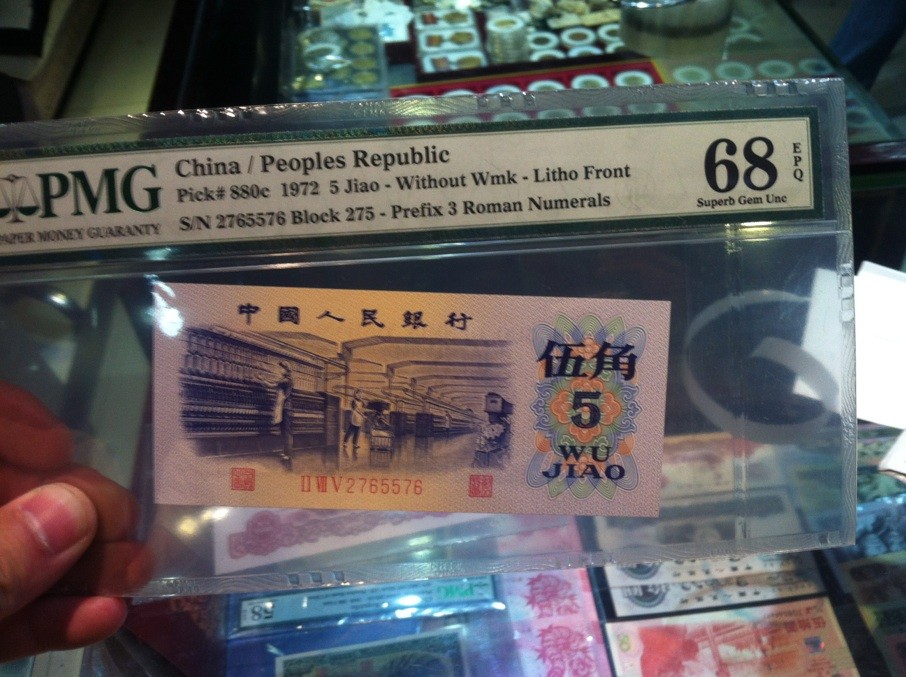 PMG
PAPER MONEY GUARANTY
China / Peoples Republic
Pick# 880c 1972 5 Jiao - Without Wmk - Litho Front
S/N 2765576 Block 275 - Prefix 3 Roman Numerals
68
EPQ
Superb Gem Unc
中國人民銀行
伍角
5
WU
JIAO
II VII V 2765576
58